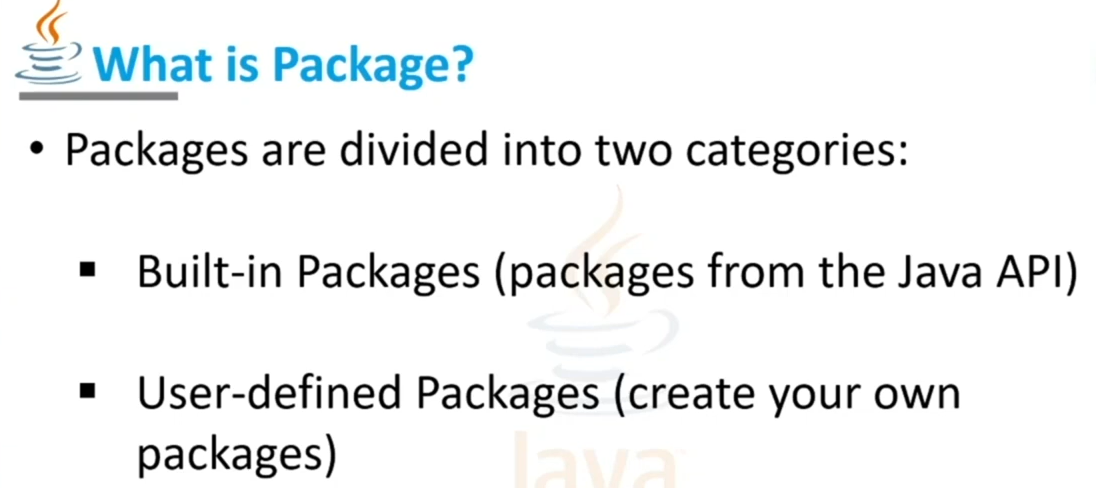 What is Package?
• Packages are divided into two categories:
▪ Built-in Packages (packages from the Java API)
▪ User-defined Packages (create your own
packages)
Java